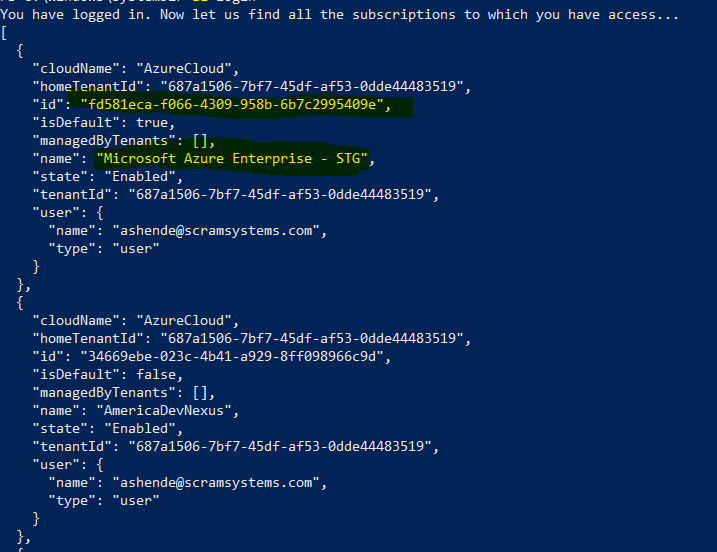 You have logged in. Now let us find all the subscriptions to which you have access...
[
  {
    "cloudName": "AzureCloud",
    "homeTenantId": "687a1506-7bf7-45df-af53-0dde44483519",
    "id": "fd581eca-f066-4309-958b-6b7c2995409e",
    "isDefault": true,
    "managedByTenants": [],
    "name": "Microsoft Azure Enterprise - STG",
    "state": "Enabled",
    "tenantId": "687a1506-7bf7-45df-af53-0dde44483519",
    "user": {
      "name": "ashende@scramsystems.com",
      "type": "user"
    }
  },
  {
    "cloudName": "AzureCloud",
    "homeTenantId": "687a1506-7bf7-45df-af53-0dde44483519",
    "id": "34669ebe-023c-4b41-a929-8ff098966c9d",
    "isDefault": false,
    "managedByTenants": [],
    "name": "AmericaDevNexus",
    "state": "Enabled",
    "tenantId": "687a1506-7bf7-45df-af53-0dde44483519",
    "user": {
      "name": "ashende@scramsystems.com",
      "type": "user"
    }
  },